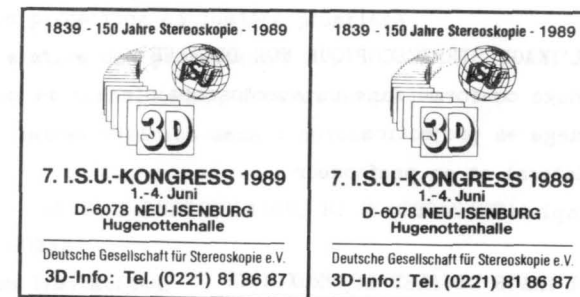 1839 - 150 Jahre Stereoskopie - 1989
ISU
3D
7. I.S.U.-KONGRESS 1989
1.-4. Juni
D-6078 NEU-ISENBURG
Hugenottenhalle
Deutsche Gesellschaft für Stereoskopie e.V.
3D-Info: Tel. (0221) 81 86 87
1839 - 150 Jahre Stereoskopie - 1989
ISU
3D
7. I.S.U.-KONGRESS 1989
1.-4. Juni
D-6078 NEU-ISENBURG
Hugenottenhalle
Deutsche Gesellschaft für Stereoskopie e.V.
3D-Info: Tel. (0221) 81 86 87